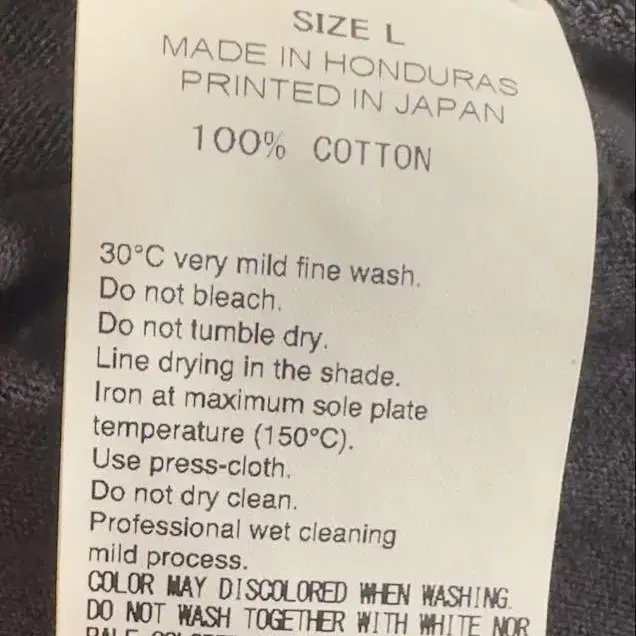 SIZE L
MADE IN HONDURAS
PRINTED IN JAPAN
100% COTTON
30°C very mild fine wash.
Do not bleach.
Do not tumble dry.
Line drying in the shade.
Iron at maximum sole plate
temperature (150°C).
Use press-cloth.
Do not dry clean.
Professional wet cleaning
mild process.
COLOR MAY DISCOLORED WHEN WASHING.
DO NOT WASH TOGETHER WITH WHITE NOR